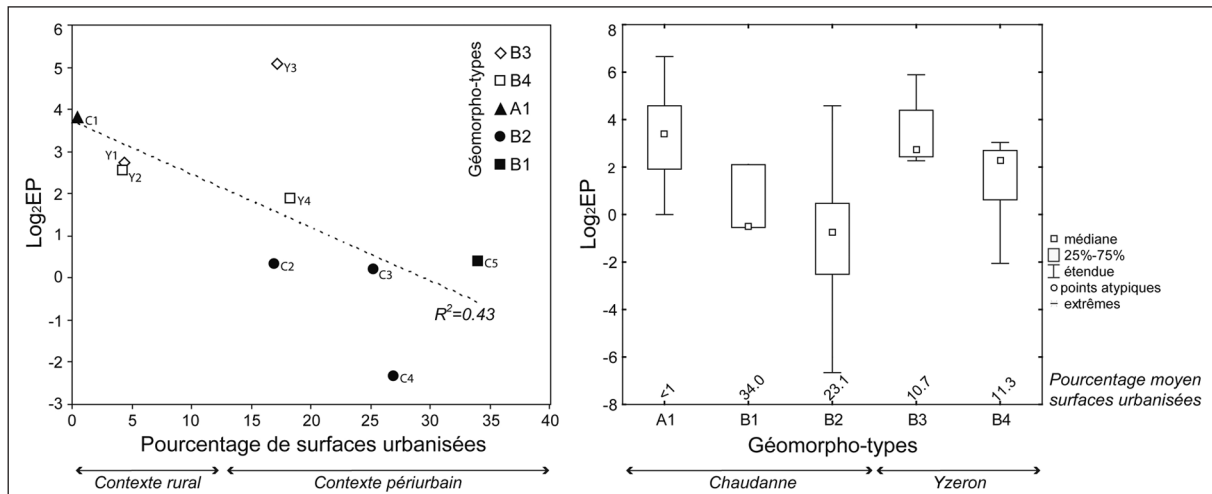 Log₂EP
6
5
4
3
2
1
0
-1
-2
-3
0 5 10 15 20 25 30 35 40
Pourcentage de surfaces urbanisées
Contexte rural Contexte périurbain
Géomorpho-types
B3
B4
A1
B2
B1
C1
Y1
Y2
Y3
Y4
C2
C3
C5
C4
R²=0.43
Log₂EP
8
6
4
2
0
-2
-4
-6
-8
<1 34.0 23.1 10.7 11.3
A1 B1 B2 B3 B4
Géomorpho-types
Chaudanne Yzeron
médiane
25%-75%
étendue
points atypiques
extrêmes
Pourcentage moyen
surfaces urbanisées